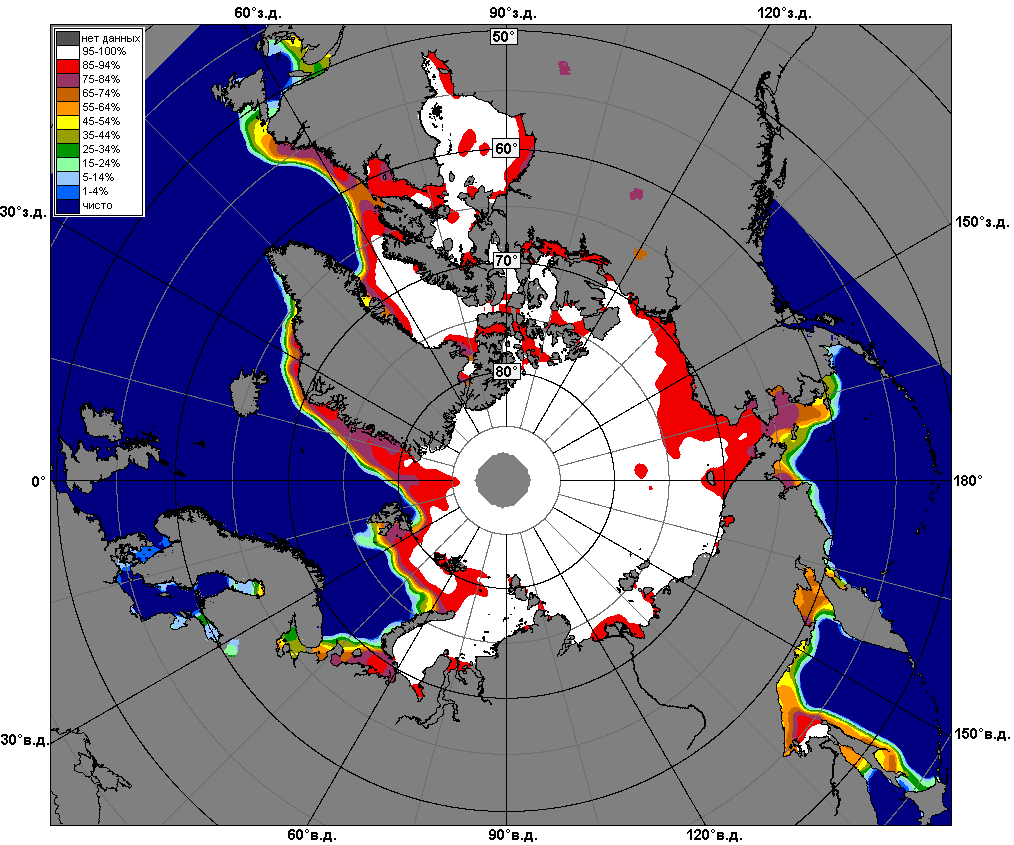 60°з.д.
90°з.д.
120°з.д.
нет данных
95-100%
85-94%
75-84%
65-74%
55-64%
45-54%
35-44%
25-34%
15-24%
5-14%
1-4%
чисто
50°
60°
70°
80°
30°з.д.
150°з.д.
0°
180°
30°в.д.
150°в.д.
60°в.д.
90°в.д.
120°в.д.